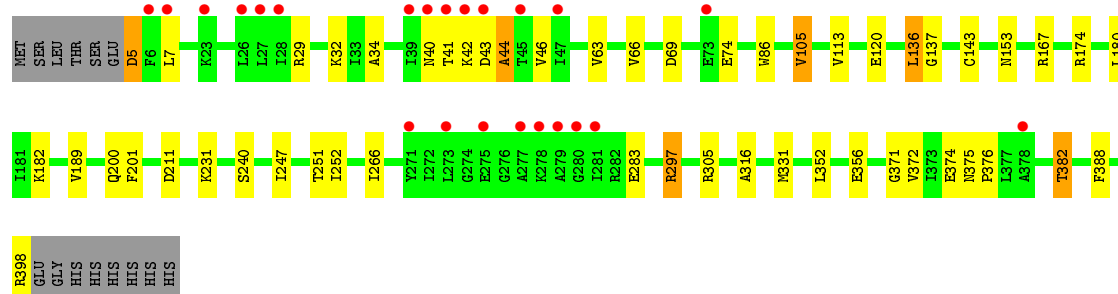 MET SER LEU THR SER GLU D5 F6 L7 K23 L26 L27 I28 R29 K32 I33 A34 I39 N40 T41 K42 D43 A44 T45 V46 I47 V63 V66 D69 E73 E74 W86 V105 V113 E120 L136 G137 C143 N153 R167 R174 L180
I181 K182 V189 Q200 F201 D211 K231 S240 I247 T251 I252 I266 Y271 I272 L273 G274 E275 G276 A277 K278 A279 G280 I281 R282 E283 R297 R305 A316 M331 L352 E356 G371 V372 I373 E374 N375 P376 L377 A378 T382 F388
R398 GLU GLY HIS HIS HIS HIS HIS HIS